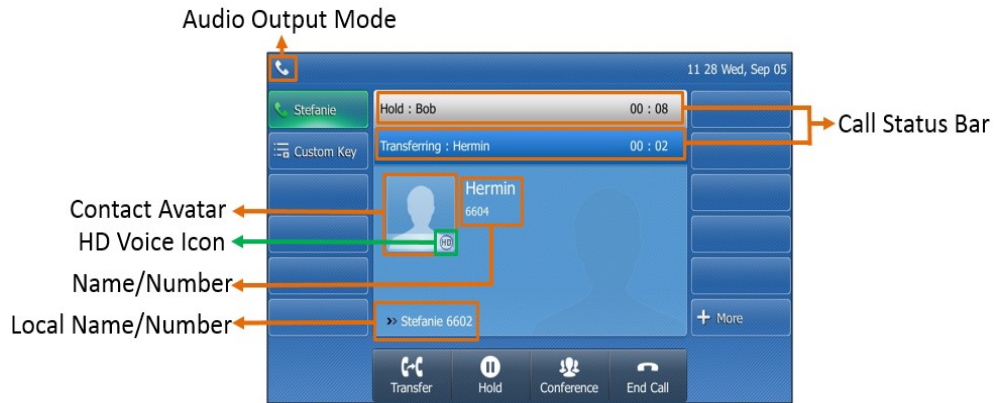 Audio Output Mode
11 28 Wed, Sep 05
Stefanie
Hold : Bob 00 : 08
Call Status Bar
Custom Key
Transferring : Hermin 00 : 02
Contact Avatar
Hermin
6604
HD Voice Icon
HD
Name/Number
Local Name/Number
›› Stefanie 6602
+ More
Transfer
Hold
Conference
End Call